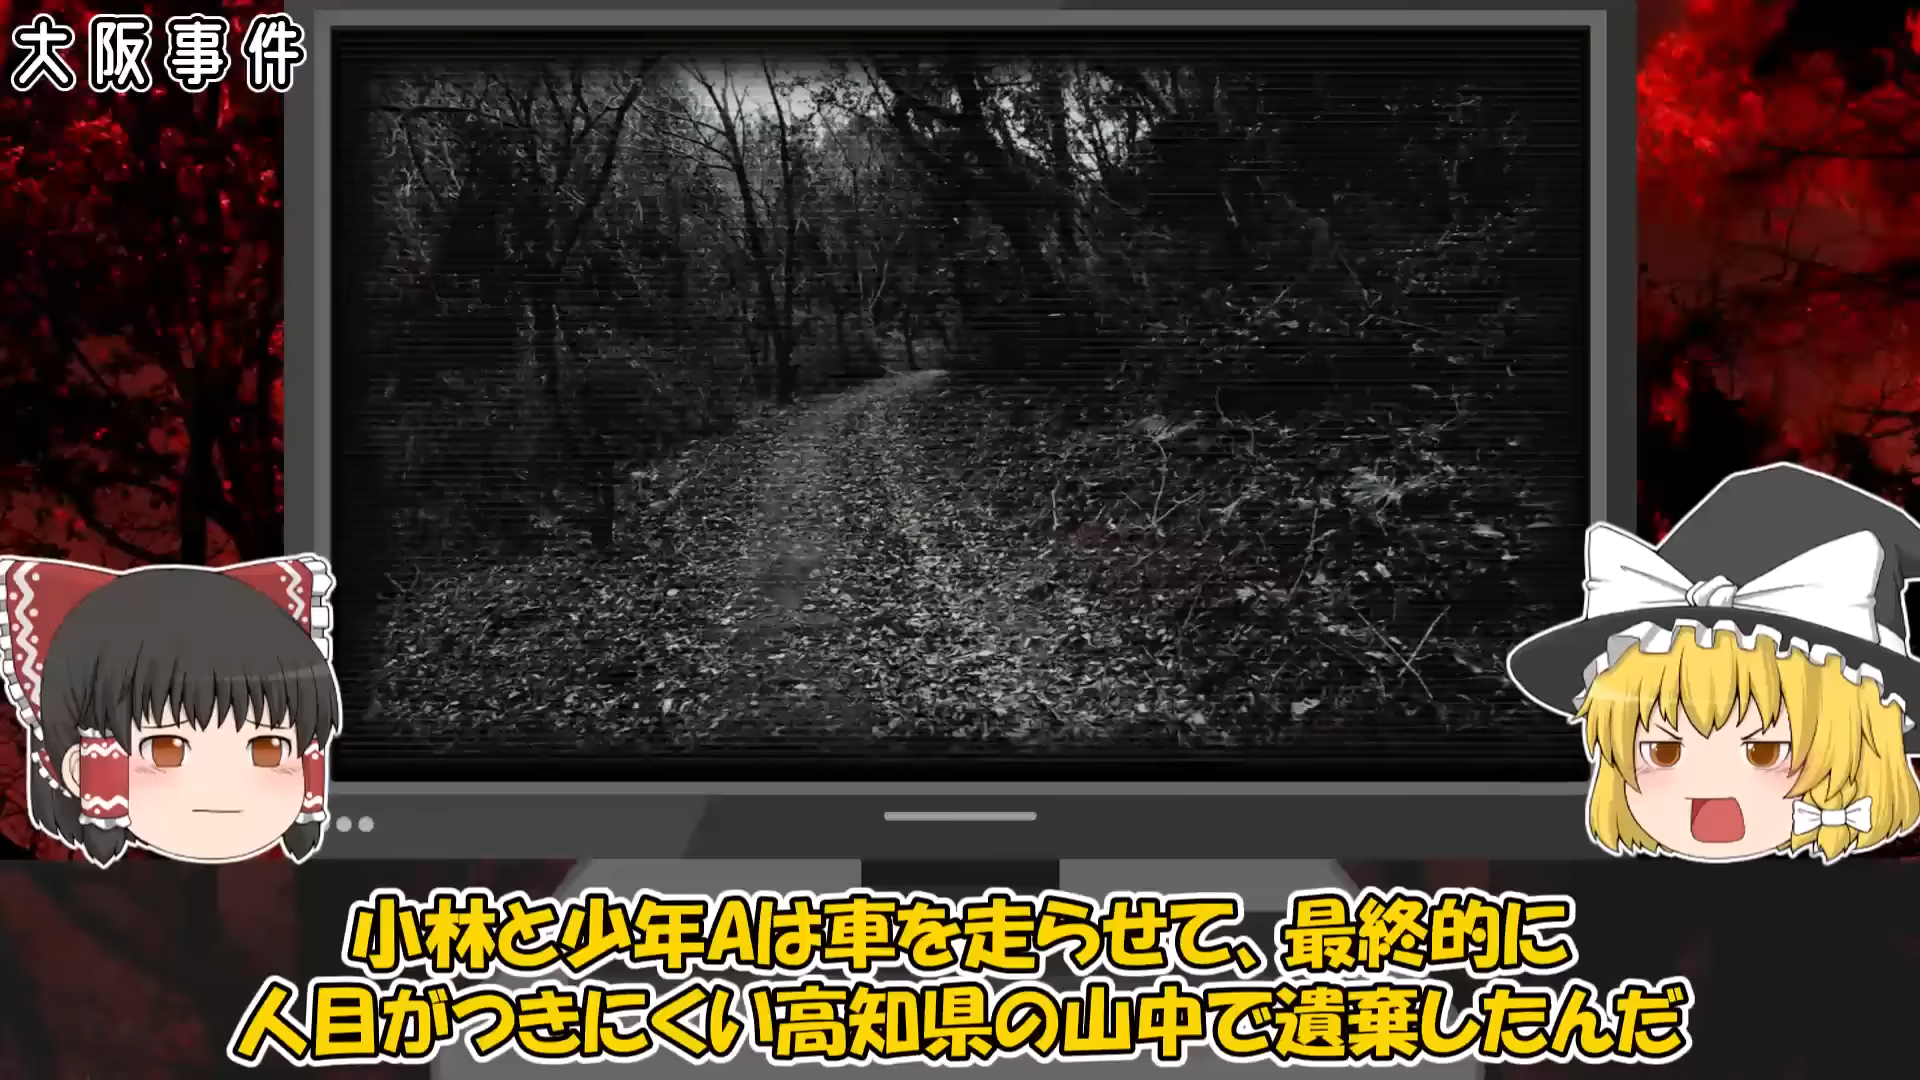 大阪事件
小林と少年Aは車を走らせて、最終的に
人目がつきにくい高知県の山中で遺棄したんだ